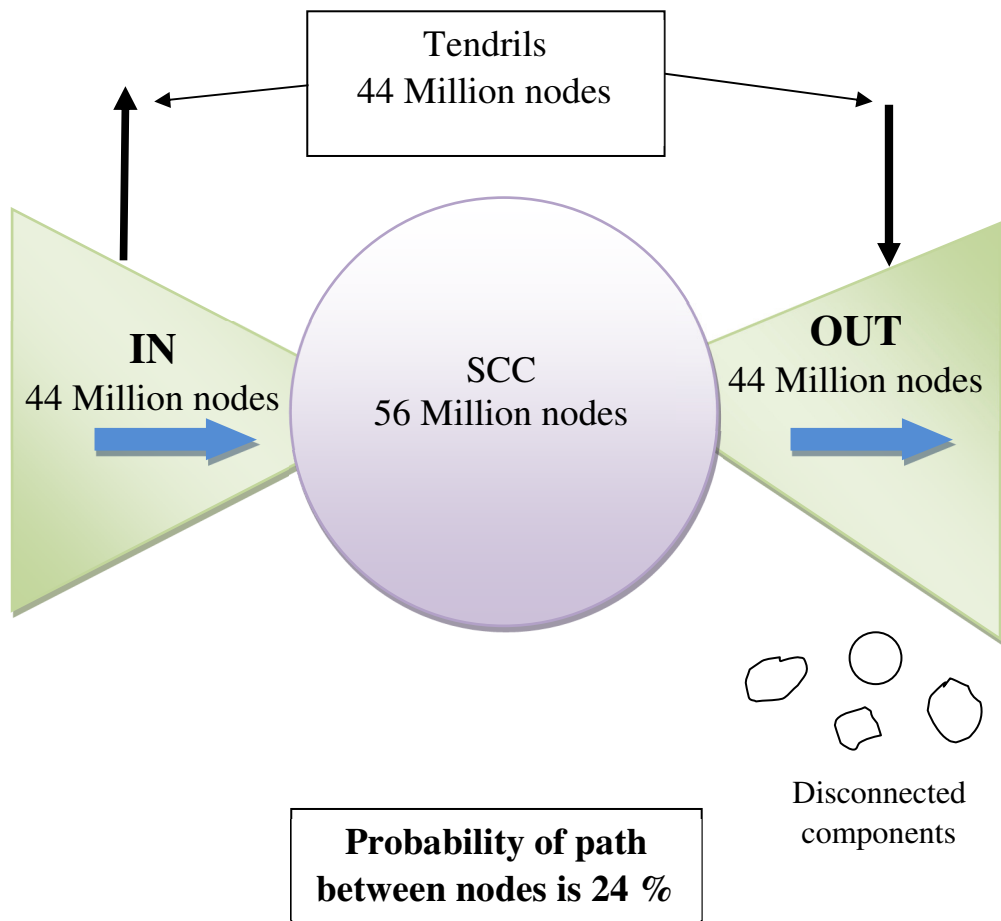 Tendrils
44 Million nodes
IN
44 Million nodes
SCC
56 Million nodes
OUT
44 Million nodes
Disconnected
components
Probability of path
between nodes is 24 %